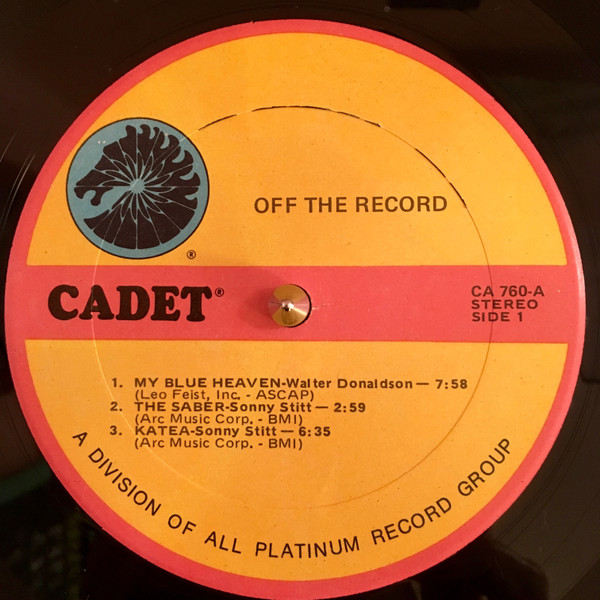 OFF THE RECORD
®
CADET®
CA 760-A
STEREO
SIDE 1
1. MY BLUE HEAVEN-Walter Donaldson — 7:58
(Leo Feist, Inc. - ASCAP)
2. THE SABER-Sonny Stitt — 2:59
(Arc Music Corp. - BMI)
3. KATEA-Sonny Stitt — 6:35
(Arc Music Corp. - BMI)
A DIVISION OF ALL PLATINUM RECORD GROUP